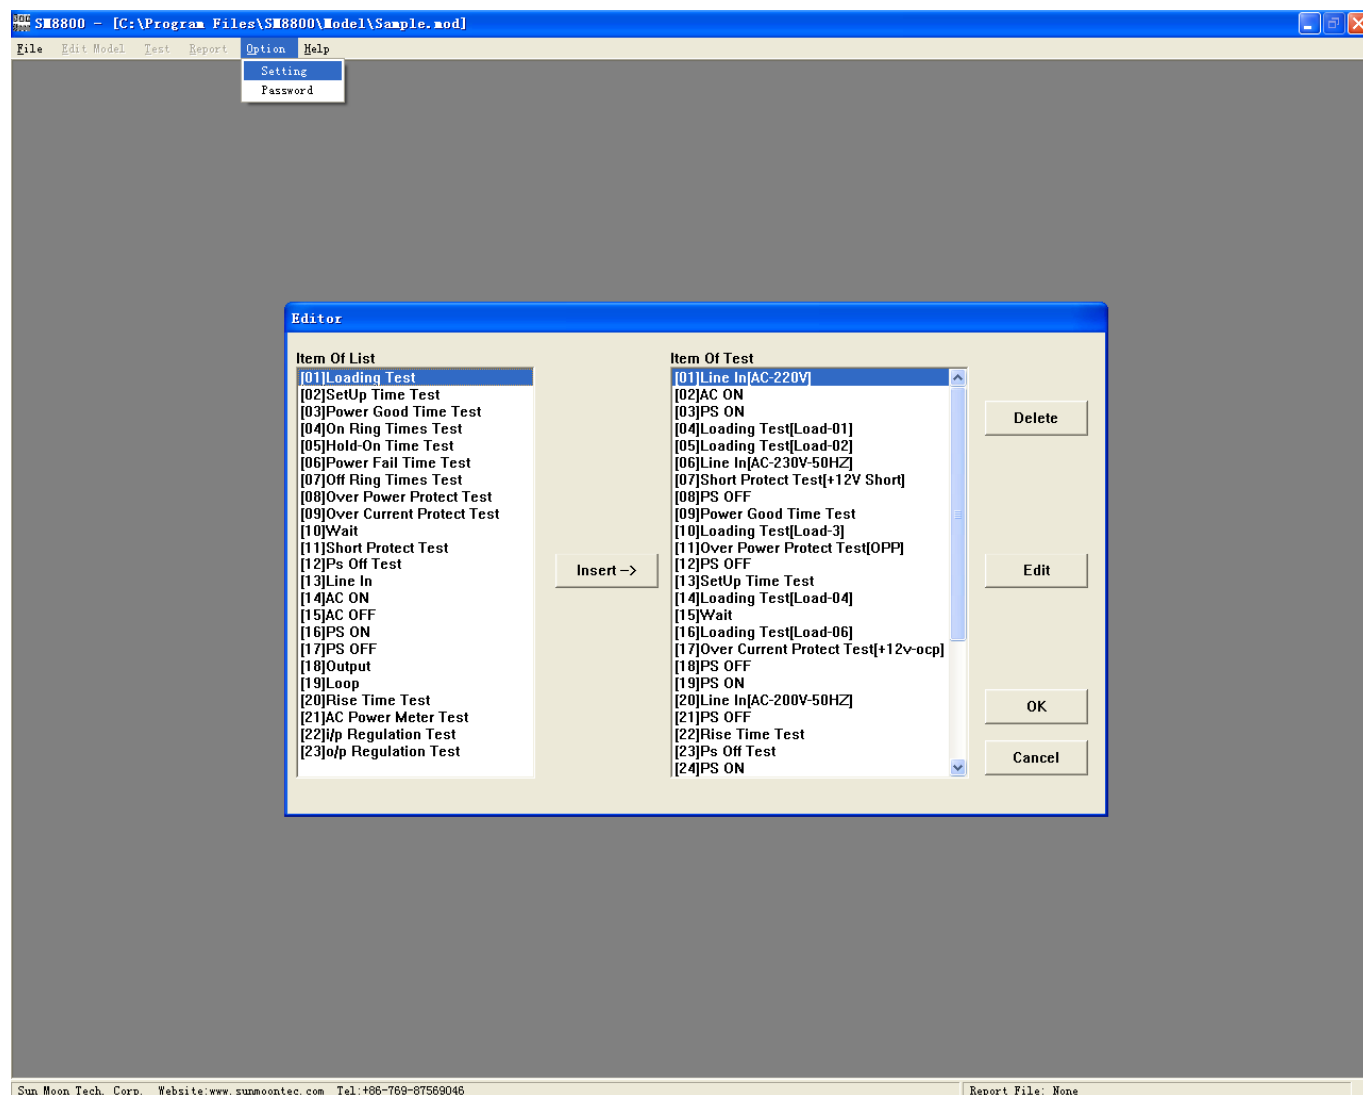 SM8800 - [C:\Program Files\SM8800\Model\Sample.mod]
File Edit Model Test Report Option Help
Setting
Password
Editor
Item Of List
[01]Loading Test
[02]SetUp Time Test
[03]Power Good Time Test
[04]On Ring Times Test
[05]Hold-On Time Test
[06]Power Fail Time Test
[07]Off Ring Times Test
[08]Over Power Protect Test
[09]Over Current Protect Test
[10]Wait
[11]Short Protect Test
[12]Ps Off Test
[13]Line In
[14]AC ON
[15]AC OFF
[16]PS ON
[17]PS OFF
[18]Output
[19]Loop
[20]Rise Time Test
[21]AC Power Meter Test
[22]i/p Regulation Test
[23]o/p Regulation Test
Insert -->
Item Of Test
[01]Line In[AC-220V]
[02]AC ON
[03]PS ON
[04]Loading Test[Load-01]
[05]Loading Test[Load-02]
[06]Line In[AC-230V-50HZ]
[07]Short Protect Test[+12V Short]
[08]PS OFF
[09]Power Good Time Test
[10]Loading Test[Load-3]
[11]Over Power Protect Test[OPP]
[12]PS OFF
[13]SetUp Time Test
[14]Loading Test[Load-04]
[15]Wait
[16]Loading Test[Load-06]
[17]Over Current Protect Test[+12v-ocp]
[18]PS OFF
[19]PS ON
[20]Line In[AC-200V-50HZ]
[21]PS OFF
[22]Rise Time Test
[23]Ps Off Test
[24]PS ON
Delete
Edit
OK
Cancel
Sun Moon Tech. Corp. Website:www.sunmoontec.com Tel:+86-769-87569046
Report File: None